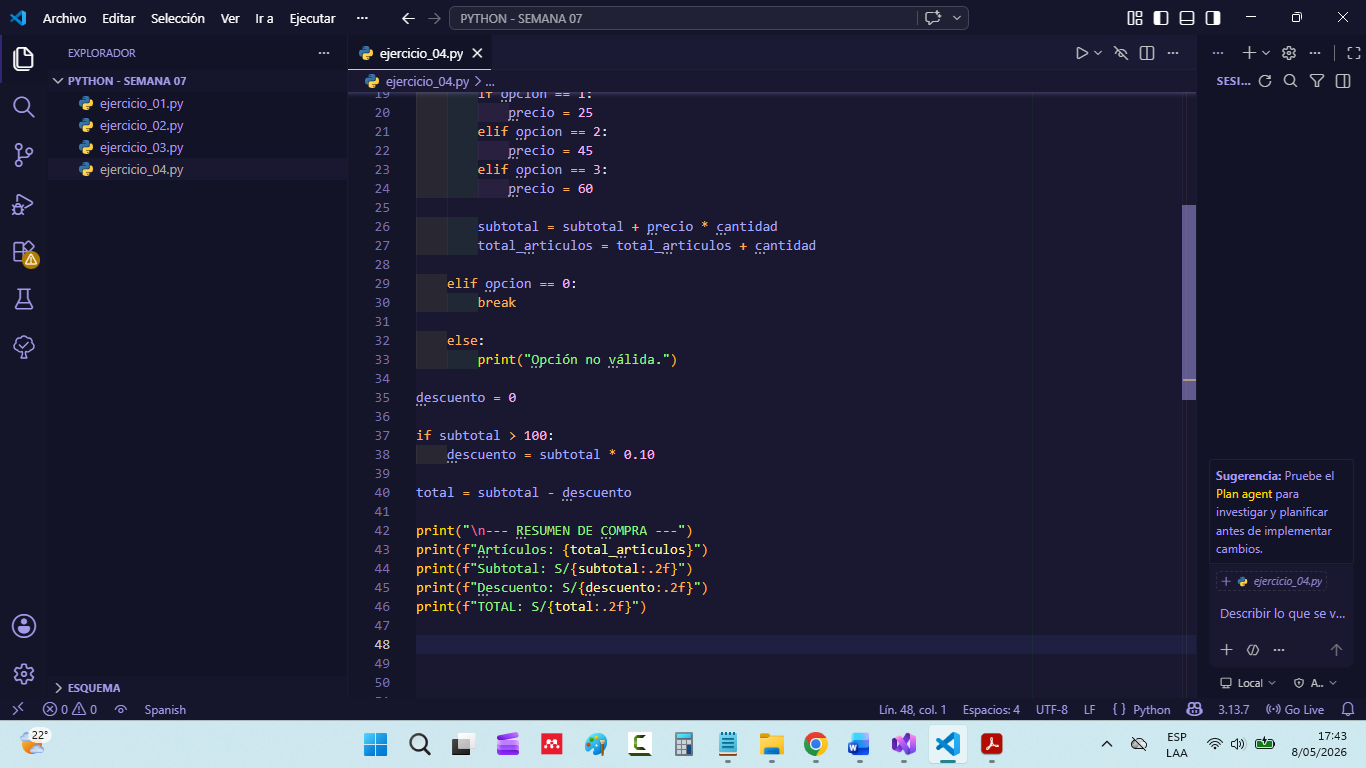 Archivo Editar Selección Ver Ir a Ejecutar ··· PYTHON - SEMANA 07
EXPLORADOR
PYTHON - SEMANA 07
ejercicio_01.py
ejercicio_02.py
ejercicio_03.py
ejercicio_04.py
ESQUEMA
ejercicio_04.py
ejercicio_04.py > ...
19 if opcion == 1:
20 precio = 25
21 elif opcion == 2:
22 precio = 45
23 elif opcion == 3:
24 precio = 60
25
26 subtotal = subtotal + precio * cantidad
27 total_articulos = total_articulos + cantidad
28
29 elif opcion == 0:
30 break
31
32 else:
33 print("Opción no válida.")
34
35 descuento = 0
36
37 if subtotal > 100:
38 descuento = subtotal * 0.10
39
40 total = subtotal - descuento
41
42 print("\n--- RESUMEN DE COMPRA ---")
43 print(f"Artículos: {total_articulos}")
44 print(f"Subtotal: S/{subtotal:.2f}")
45 print(f"Descuento: S/{descuento:.2f}")
46 print(f"TOTAL: S/{total:.2f}")
47
48
49
50
SESI...
Sugerencia: Pruebe el
Plan agent para
investigar y planificar
antes de implementar
cambios.
ejercicio_04.py
Describir lo que se v...
Local A..
0 0 Spanish Lín. 48, col. 1 Espacios: 4 UTF-8 LF { } Python 3.13.7 Go Live
22°
ESP
LAA
17:43
8/05/2026